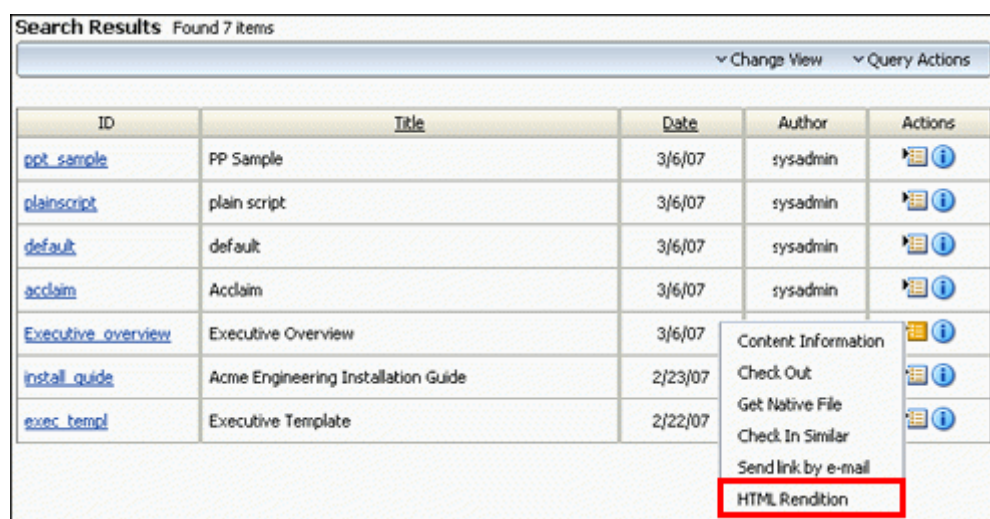 Search Results Found 7 items
Change View Query Actions
ID Title Date Author Actions
ppt_sample PP Sample 3/6/07 sysadmin
plainscript plain script 3/6/07 sysadmin
default default 3/6/07 sysadmin
acclaim Acclaim 3/6/07 sysadmin
Executive_overview Executive Overview 3/6/07
install_guide Acme Engineering Installation Guide 2/23/07
exec_templ Executive Template 2/22/07
Content Information
Check Out
Get Native File
Check In Similar
Send link by e-mail
HTML Rendition